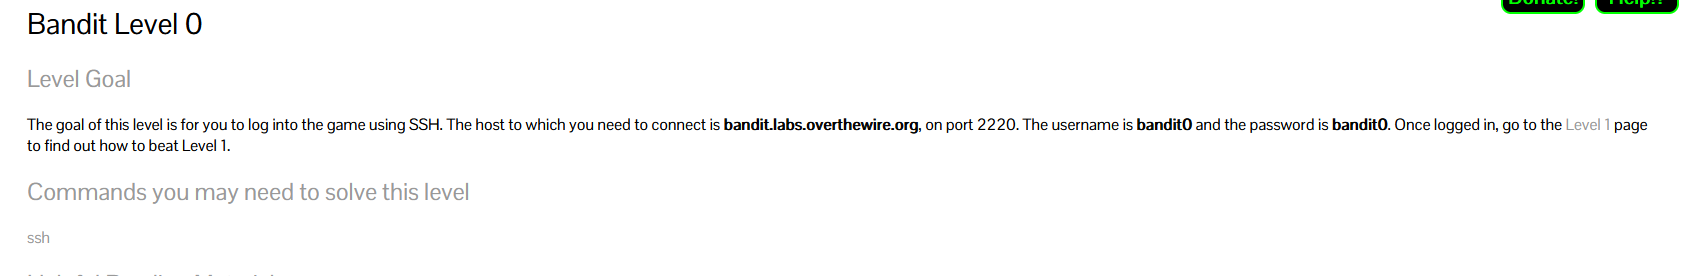 Donate!
Help!?
Bandit Level 0
Level Goal
The goal of this level is for you to log into the game using SSH. The host to which you need to connect is bandit.labs.overthewire.org, on port 2220. The username is bandit0 and the password is bandit0. Once logged in, go to the Level 1 page
to find out how to beat Level 1.
Commands you may need to solve this level
ssh